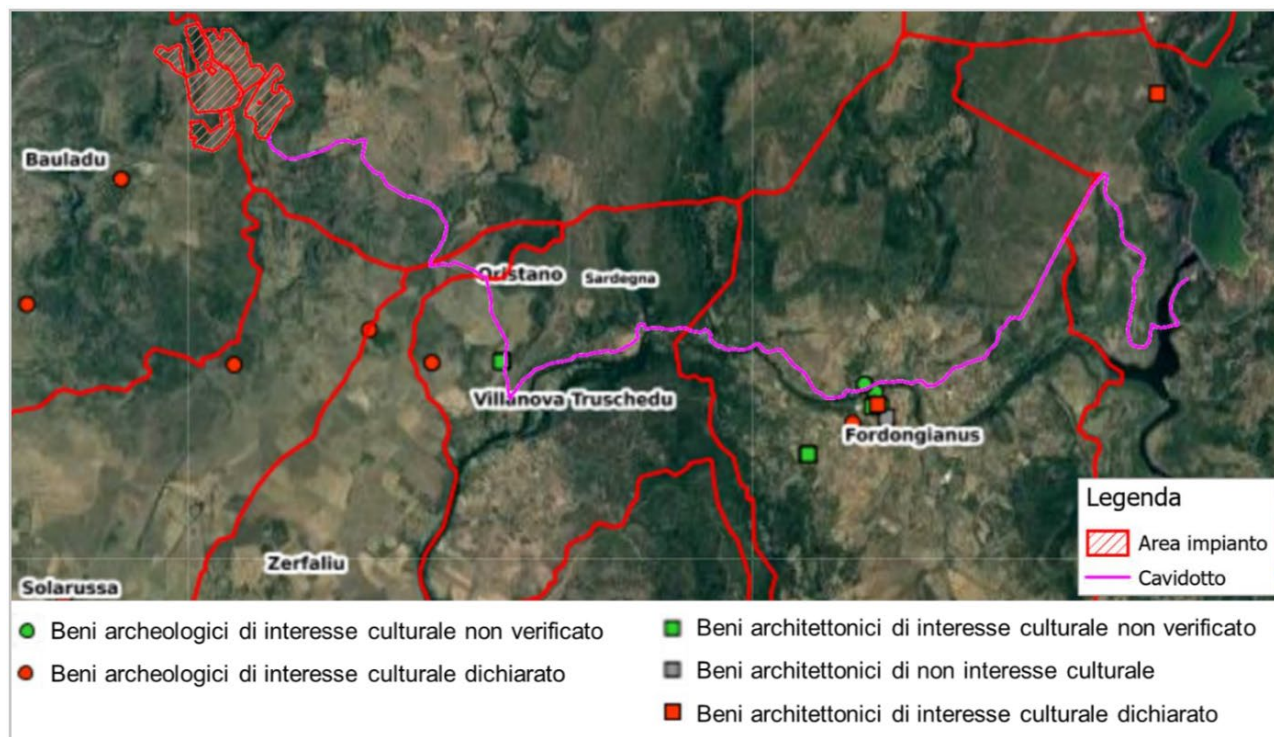 Bauladu
Oristano
Sardegna
Villanova Truschedu
Fordongianus
Zerfaliu
Solarussa
Legenda
Area impianto
Cavidotto
Beni archeologici di interesse culturale non verificato
Beni archeologici di interesse culturale dichiarato
Beni architettonici di interesse culturale non verificato
Beni architettonici di non interesse culturale
Beni architettonici di interesse culturale dichiarato